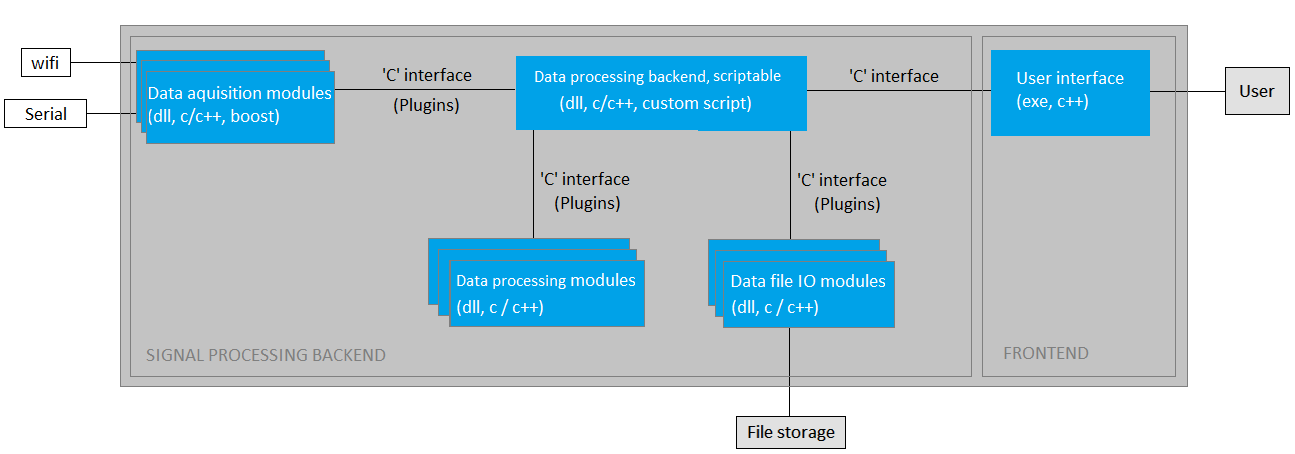 wifi
Serial
Data aquisition modules
(dll, c/c++, boost)
'C' interface
(Plugins)
Data processing backend, scriptable
(dll, c/c++, custom script)
'C' interface
User interface
(exe, c++)
User
'C' interface
(Plugins)
'C' interface
(Plugins)
Data processing modules
(dll, c / c++)
Data file IO modules
(dll, c / c++)
SIGNAL PROCESSING BACKEND
FRONTEND
File storage